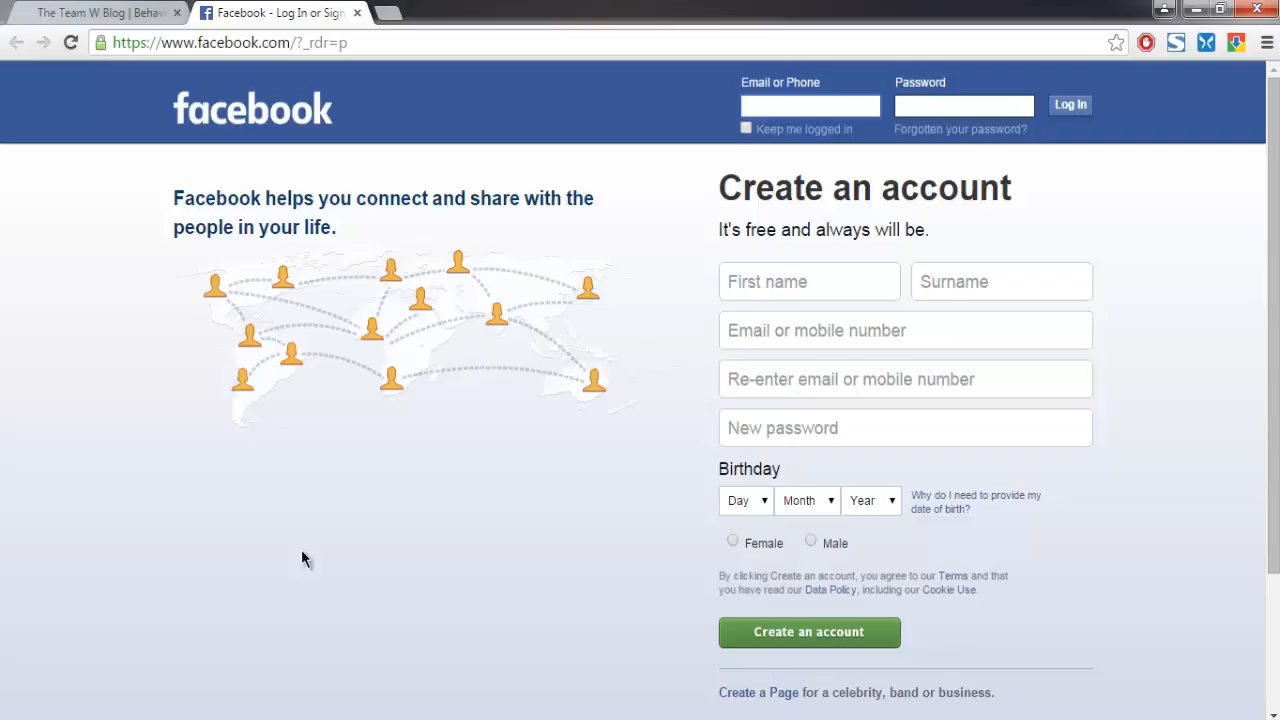 The Team W Blog | Behav
Facebook - Log In or Sign
https://www.facebook.com/?_rdr=p
facebook
Email or Phone
Password
Log In
Keep me logged in
Forgotten your password?
Facebook helps you connect and share with the
people in your life.
Create an account
It's free and always will be.
First name
Surname
Email or mobile number
Re-enter email or mobile number
New password
Birthday
Day
Month
Year
Why do I need to provide my
date of birth?
Female
Male
By clicking Create an account, you agree to our Terms and that
you have read our Data Policy, including our Cookie Use.
Create an account
Create a Page for a celebrity, band or business.